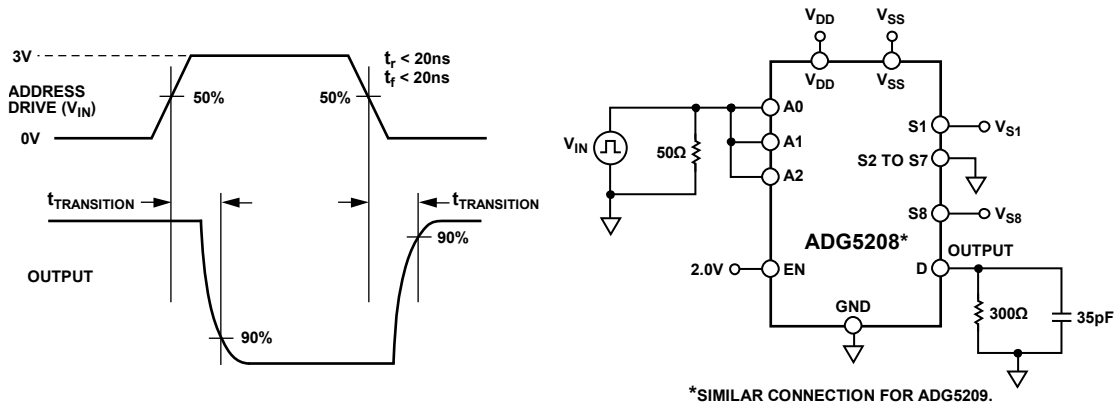 3V
ADDRESS
DRIVE (VIN)
0V
50%
50%
tr < 20ns
tf < 20ns
tTRANSITION
tTRANSITION
OUTPUT
90%
90%
VDD
VSS
VDD
VSS
A0
A1
A2
VIN
50Ω
S1
VS1
S2 TO S7
S8
VS8
ADG5208*
OUTPUT
D
2.0V
EN
GND
300Ω
35pF
*SIMILAR CONNECTION FOR ADG5209.